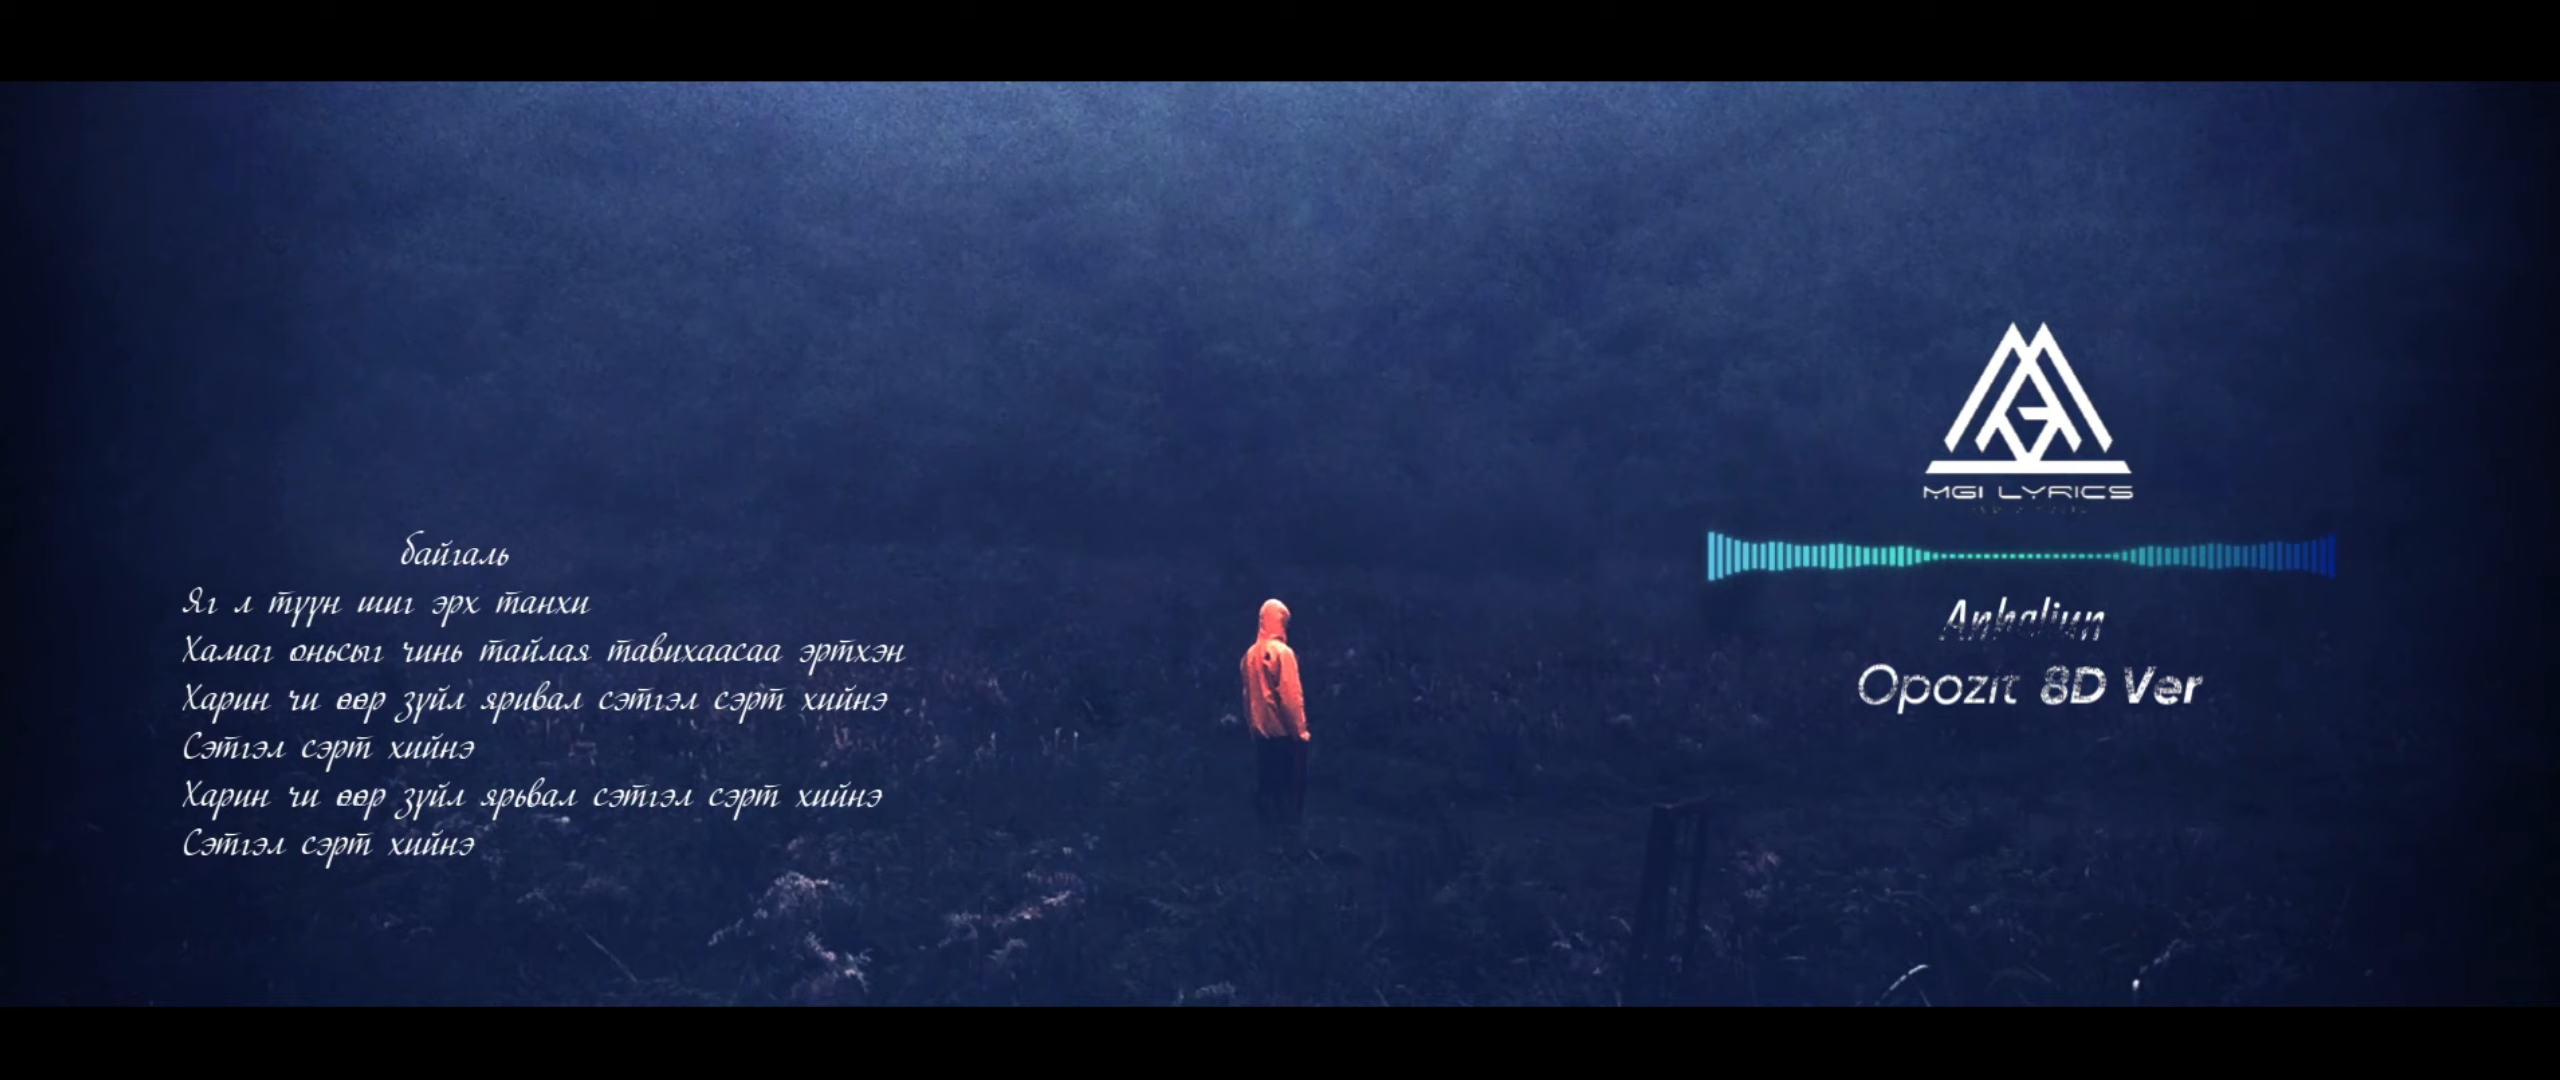 байгаль
Яг л түүн шиг эрх танхи
Хамаг оньсыг чинь тайлая тавихаасаа эртхэн
Харин чи өөр зүйл яривал сэтгэл сэрт хийнэ
Сэтгэл сэрт хийнэ
Харин чи өөр зүйл ярьвал сэтгэл сэрт хийнэ
Сэтгэл сэрт хийнэ
MGI LYRICS
Anhaliun
Opozit 8D Ver